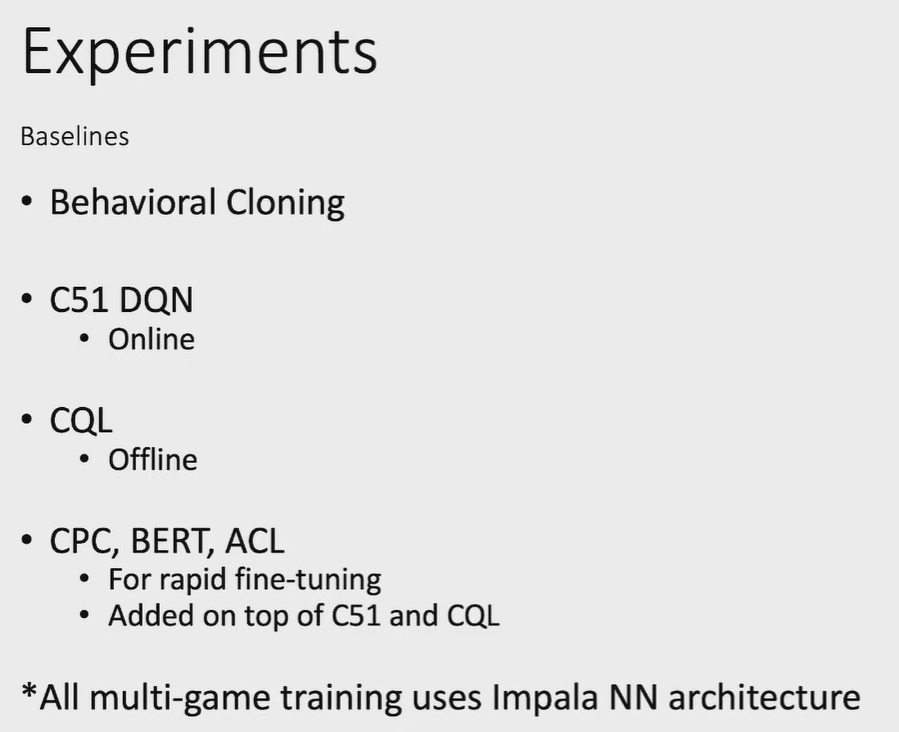 Experiments
Baselines
• Behavioral Cloning
• C51 DQN
• Online
• CQL
• Offline
• CPC, BERT, ACL
• For rapid fine-tuning
• Added on top of C51 and CQL
*All multi-game training uses Impala NN architecture